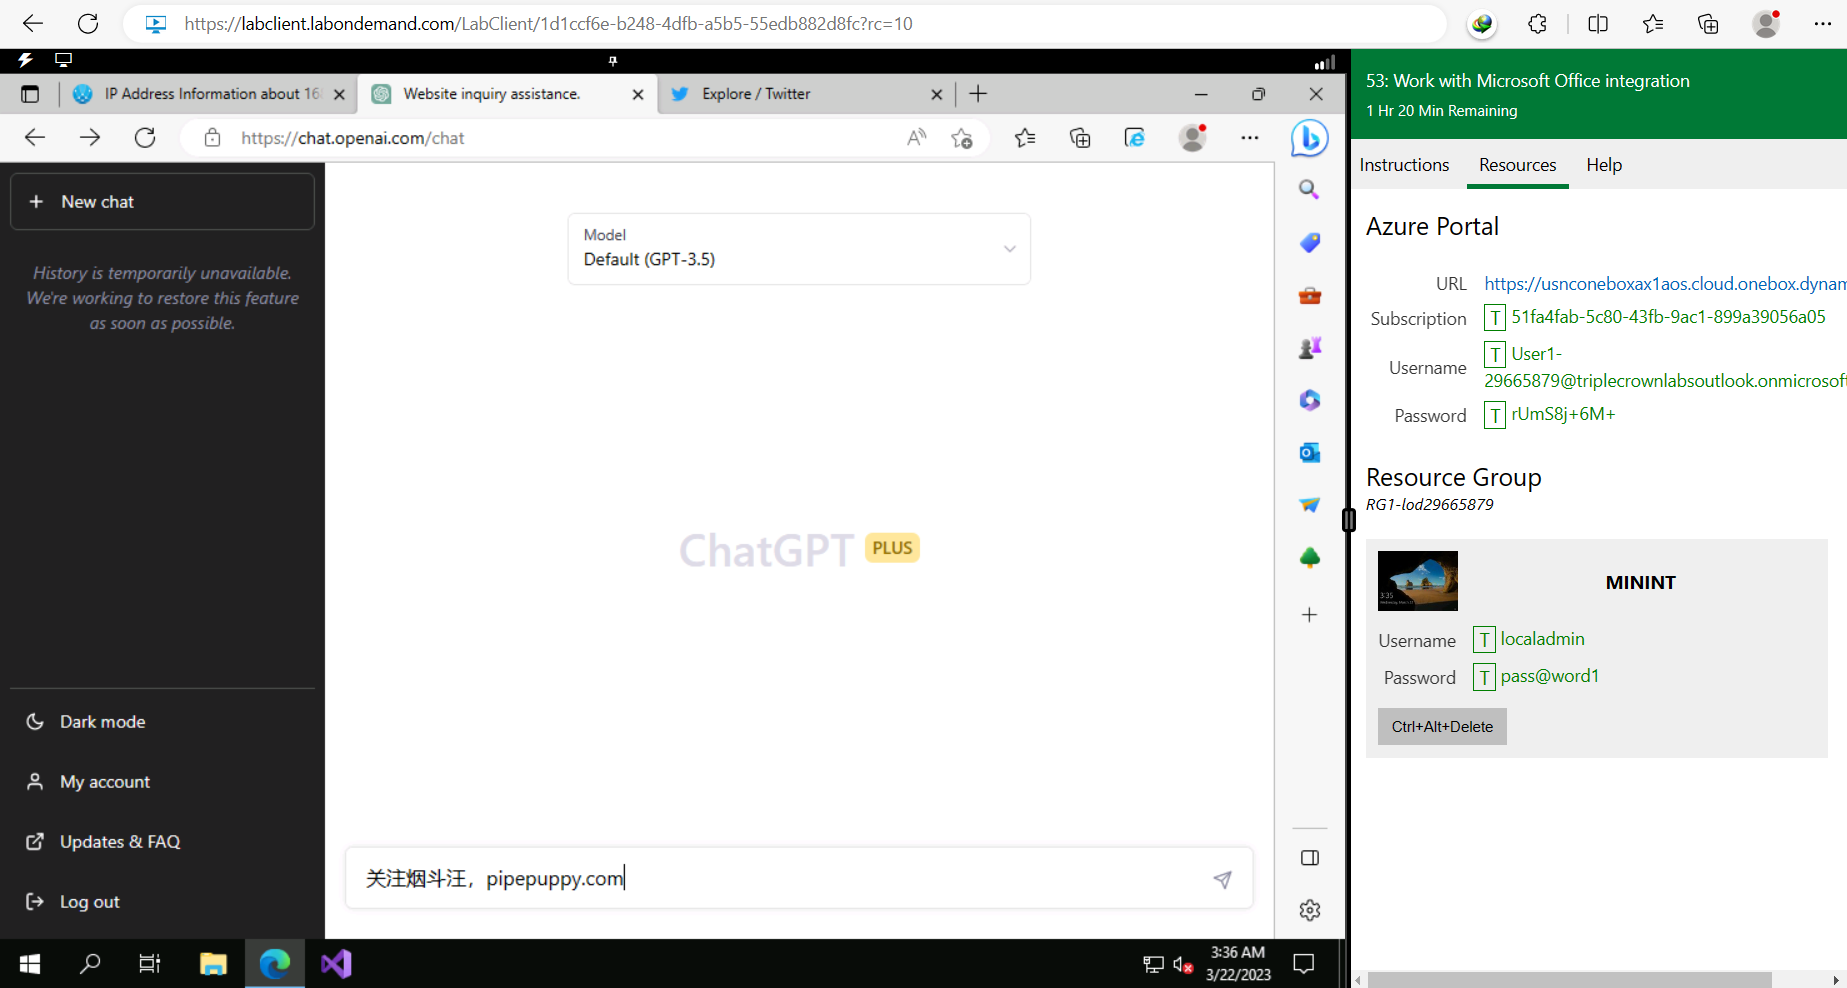 https://labclient.labondemand.com/LabClient/1d1ccf6e-b248-4dfb-a5b5-55edb882d8fc?rc=10
IP Address Information about 16
Website inquiry assistance.
Explore / Twitter
https://chat.openai.com/chat
New chat
History is temporarily unavailable.
We're working to restore this feature
as soon as possible.
Model
Default (GPT-3.5)
ChatGPT PLUS
Dark mode
My account
Updates & FAQ
Log out
关注烟斗汪，pipepuppy.com
3:36 AM
3/22/2023
53: Work with Microsoft Office integration
1 Hr 20 Min Remaining
Instructions Resources Help
Azure Portal
URL https://usnconeboxax1aos.cloud.onebox.dynam
Subscription T 51fa4fab-5c80-43fb-9ac1-899a39056a05
Username T User1-
29665879@triplecrownlabsoutlook.onmicrosoft
Password T rUmS8j+6M+
Resource Group
RG1-lod29665879
MININT
Username T localadmin
Password T pass@word1
Ctrl+Alt+Delete